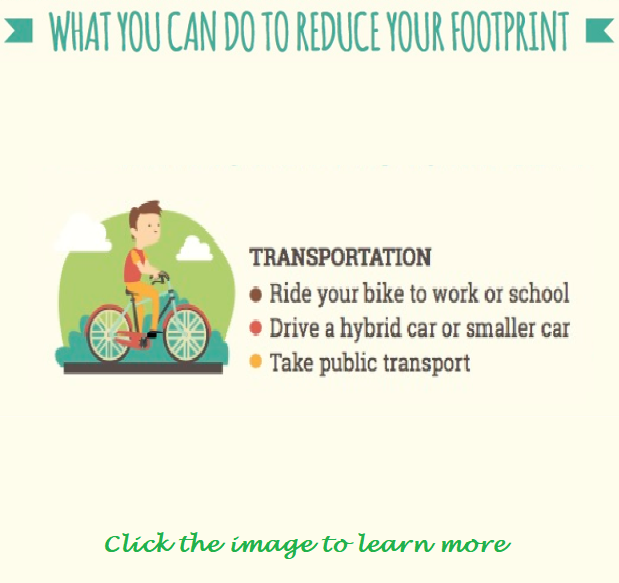 WHAT YOU CAN DO TO REDUCE YOUR FOOTPRINT
TRANSPORTATION
Ride your bike to work or school
Drive a hybrid car or smaller car
Take public transport
Click the image to learn more